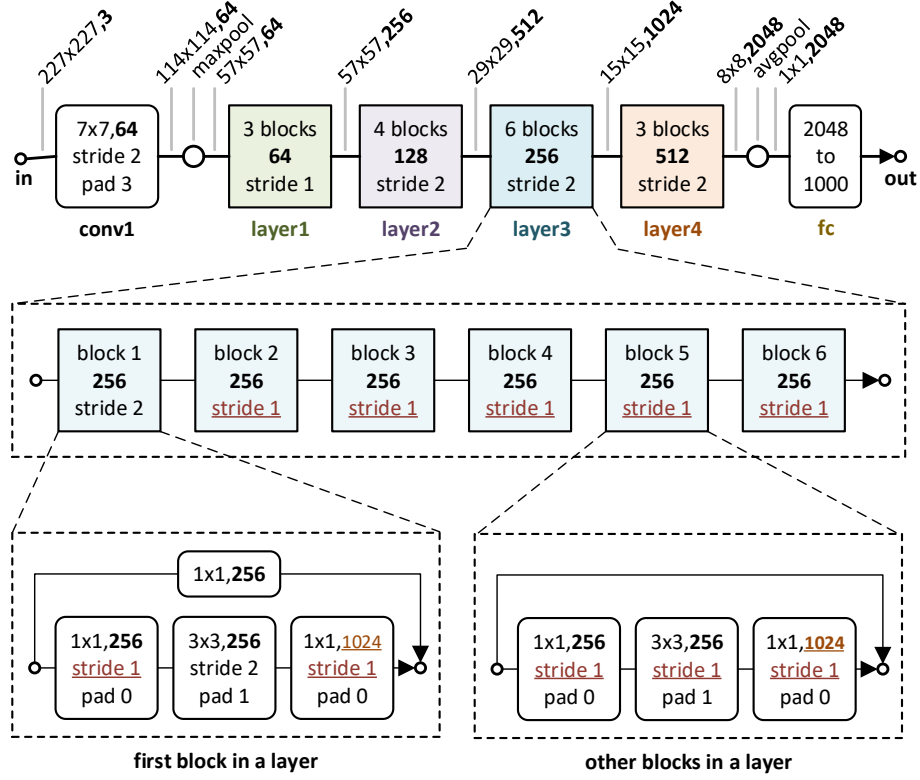 227x227,3
114x114,64
maxpool
57x57,64
57x57,256
29x29,512
15x15,1024
8x8,2048
avgpool
1x1,2048
in
7x7,64
stride 2
pad 3
conv1
3 blocks
64
stride 1
layer1
4 blocks
128
stride 2
layer2
6 blocks
256
stride 2
layer3
3 blocks
512
stride 2
layer4
2048
to
1000
fc
out
block 1
256
stride 2
block 2
256
stride 1
block 3
256
stride 1
block 4
256
stride 1
block 5
256
stride 1
block 6
256
stride 1
1x1,256
1x1,256
stride 1
pad 0
3x3,256
stride 2
pad 1
1x1,1024
stride 1
pad 0
first block in a layer
1x1,256
stride 1
pad 0
3x3,256
stride 1
pad 1
1x1,1024
stride 1
pad 0
other blocks in a layer